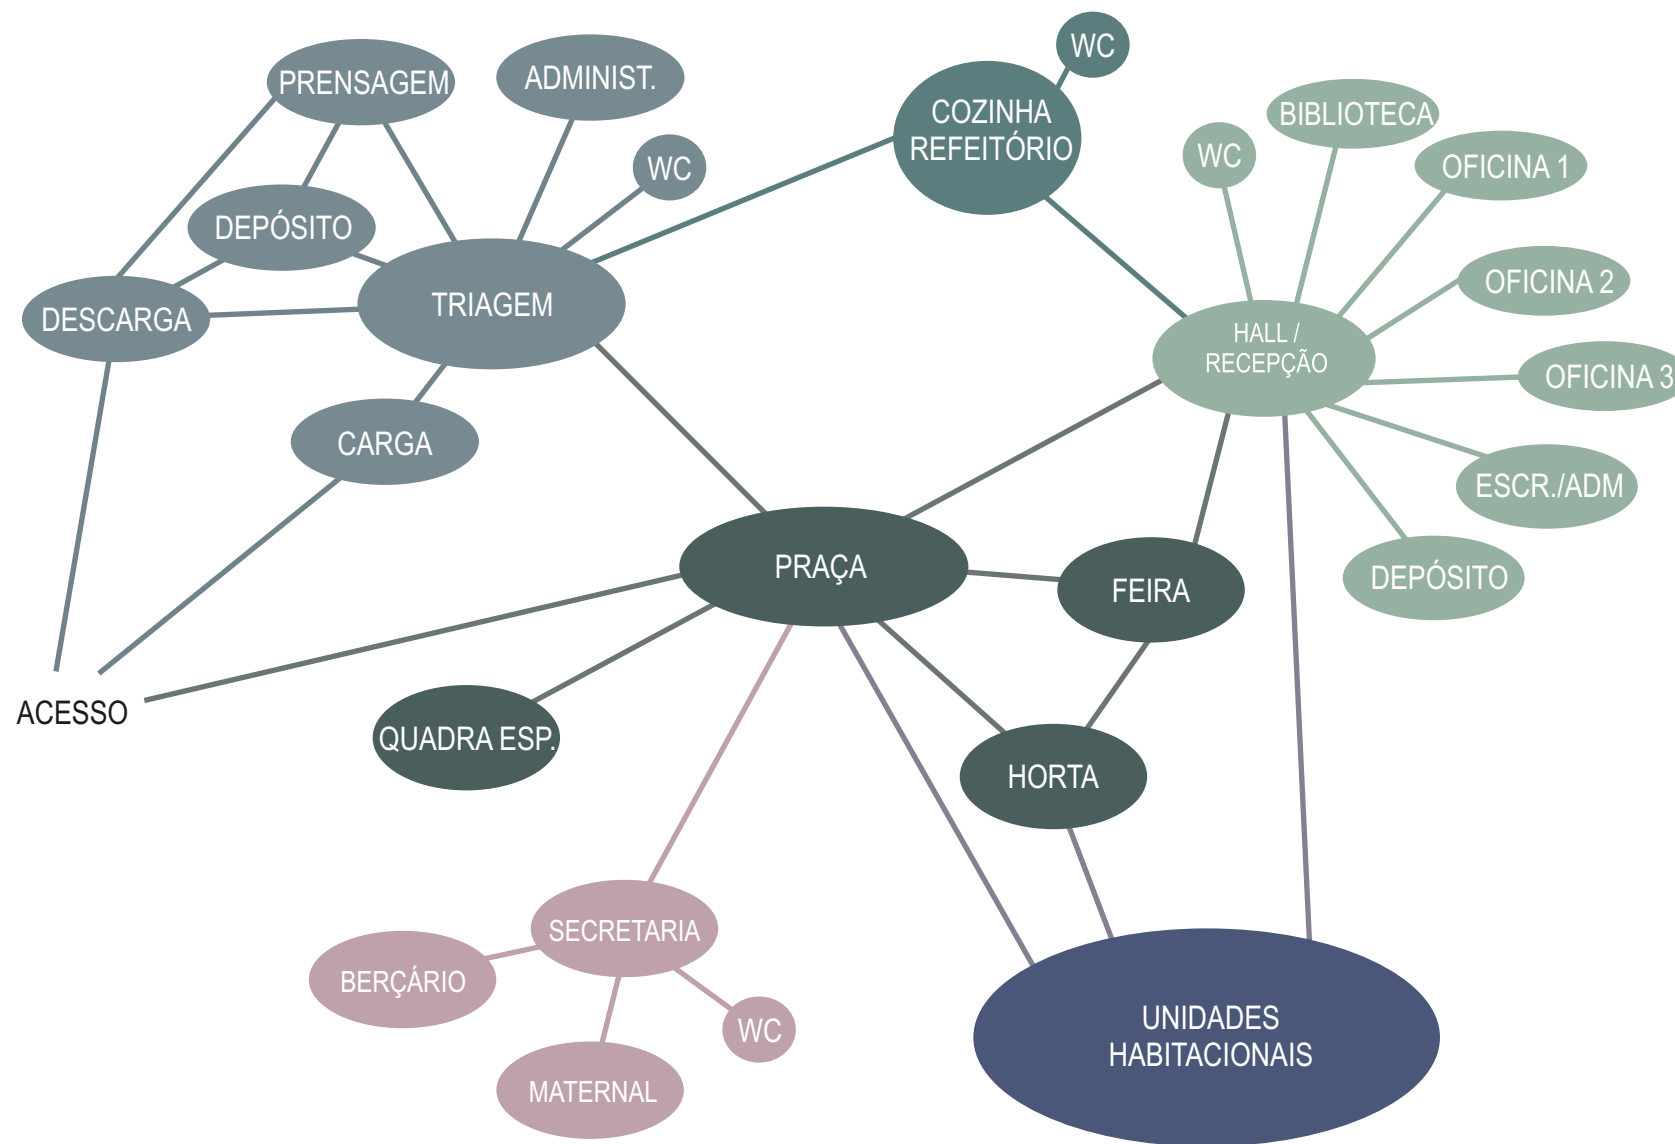 WC
ADMINIST.
PRENSAGEM
COZINHA
REFEITÓRIO
BIBLIOTECA
WC
OFICINA 1
WC
DEPÓSITO
OFICINA 2
TRIAGEM
DESCARGA
HALL /
RECEPÇÃO
OFICINA 3
CARGA
ESCR./ADM
PRAÇA
DEPÓSITO
FEIRA
ACESSO
QUADRA ESP.
HORTA
SECRETARIA
BERÇÁRIO
UNIDADES
HABITACIONAIS
WC
MATERNAL